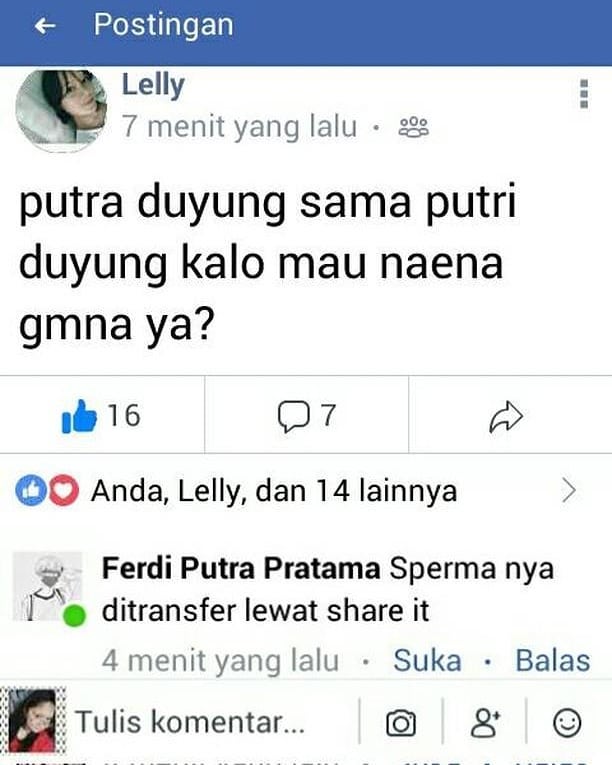 Postingan
Lelly
7 menit yang lalu ·
putra duyung sama putri
duyung kalo mau naena
gmna ya?
16
7
Anda, Lelly, dan 14 lainnya
Ferdi Putra Pratama Sperma nya
ditransfer lewat share it
4 menit yang lalu · Suka · Balas
Tulis komentar...